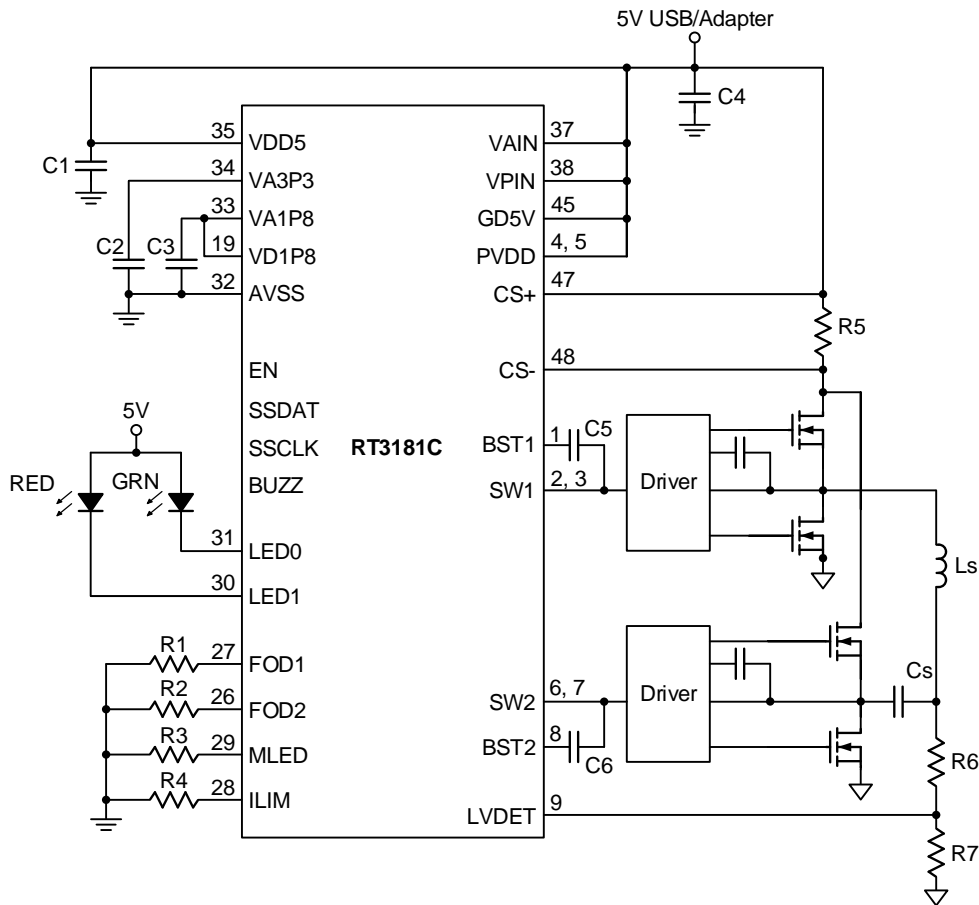 5V USB/Adapter
C4
35
VDD5
VAIN
37
C1
34
VA3P3
VPIN
38
33
VA1P8
GD5V
45
C2
C3
19
VD1P8
PVDD
4, 5
32
AVSS
CS+
47
R5
EN
CS-
48
SSDAT
5V
SSCLK
RT3181C
BST1
1
C5
Driver
RED
GRN
BUZZ
SW1
2, 3
31
LED0
Ls
30
LED1
R1
27
FOD1
R2
26
FOD2
SW2
6, 7
Driver
Cs
R3
29
MLED
BST2
8
C6
R6
R4
28
ILIM
LVDET
9
R7